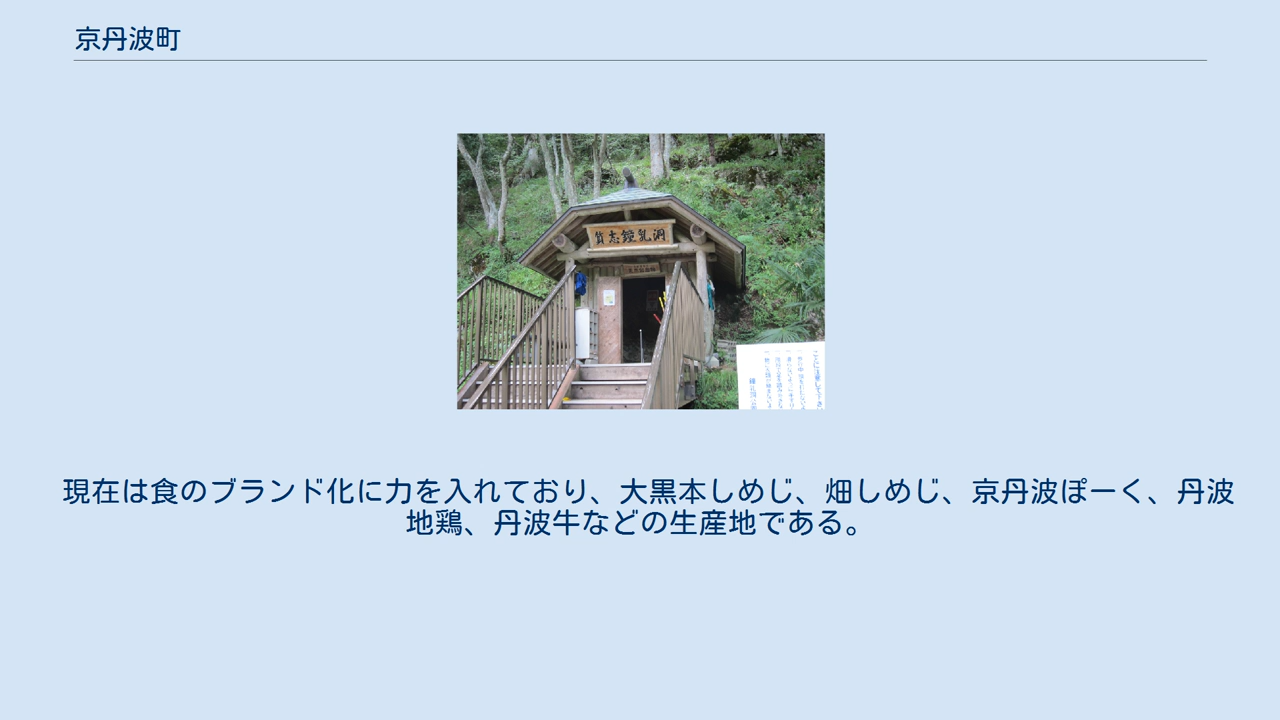 京丹波町
質志鐘乳洞
現在は食のブランド化に力を入れており、大黒本しめじ、畑しめじ、京丹波ぽーく、丹波
地鶏、丹波牛などの生産地である。